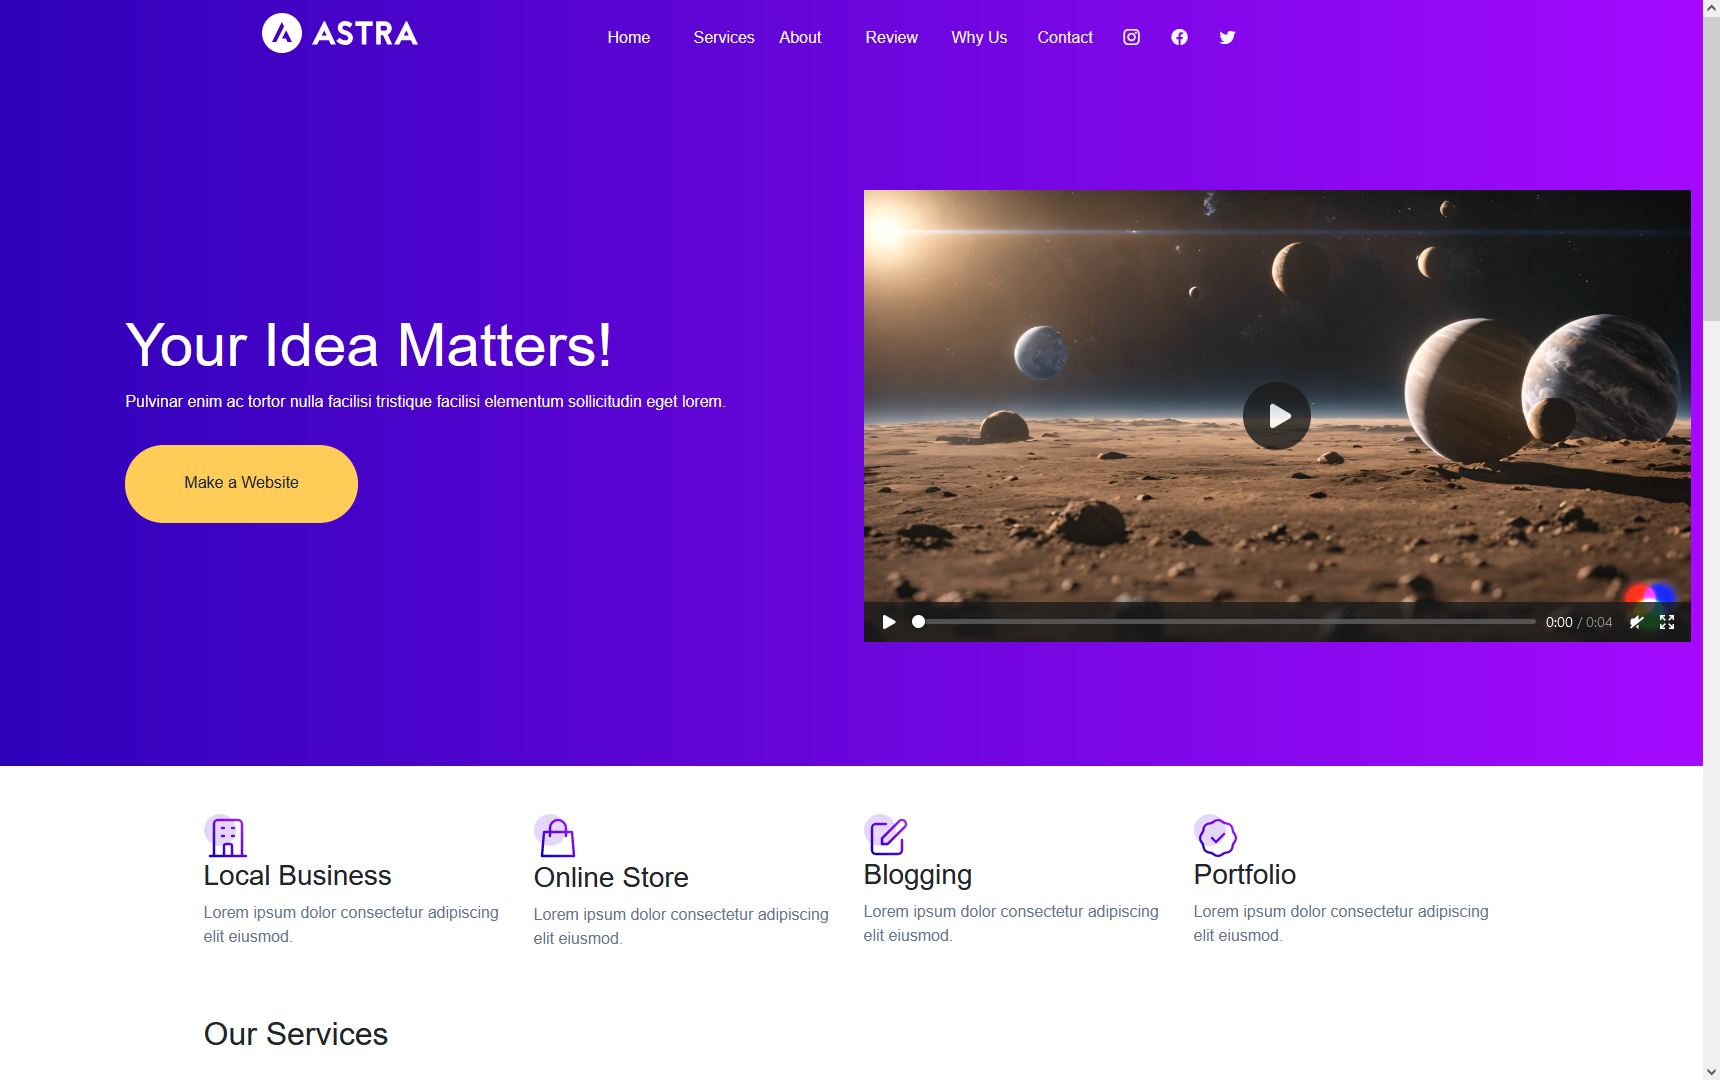 ASTRA
Home Services About Review Why Us Contact
Your Idea Matters!
Pulvinar enim ac tortor nulla facilisi tristique facilisi elementum sollicitudin eget lorem.
Make a Website
0:00 / 0:04
Local Business
Lorem ipsum dolor consectetur adipiscing
elit eiusmod.
Online Store
Lorem ipsum dolor consectetur adipiscing
elit eiusmod.
Blogging
Lorem ipsum dolor consectetur adipiscing
elit eiusmod.
Portfolio
Lorem ipsum dolor consectetur adipiscing
elit eiusmod.
Our Services